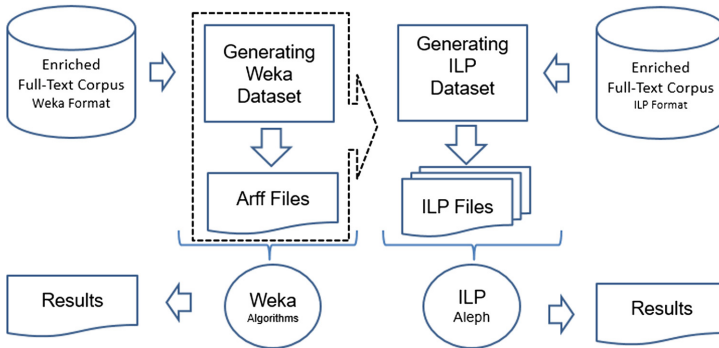 Enriched
Full-Text Corpus
Weka Format
Generating
Weka
Dataset
Generating
ILP
Dataset
Enriched
Full-Text Corpus
ILP Format
Arff Files
ILP Files
Results
Weka
Algorithms
ILP
Aleph
Results